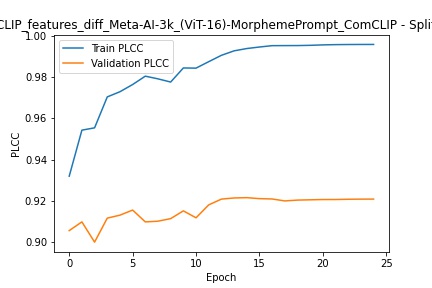 CLIP_features_diff_Meta-AI-3k_(ViT-16)-MorphemePrompt_ComCLIP - Split
1.00
0.98
0.96
0.94
0.92
0.90
PLCC
Train PLCC
Validation PLCC
0
5
10
15
20
25
Epoch